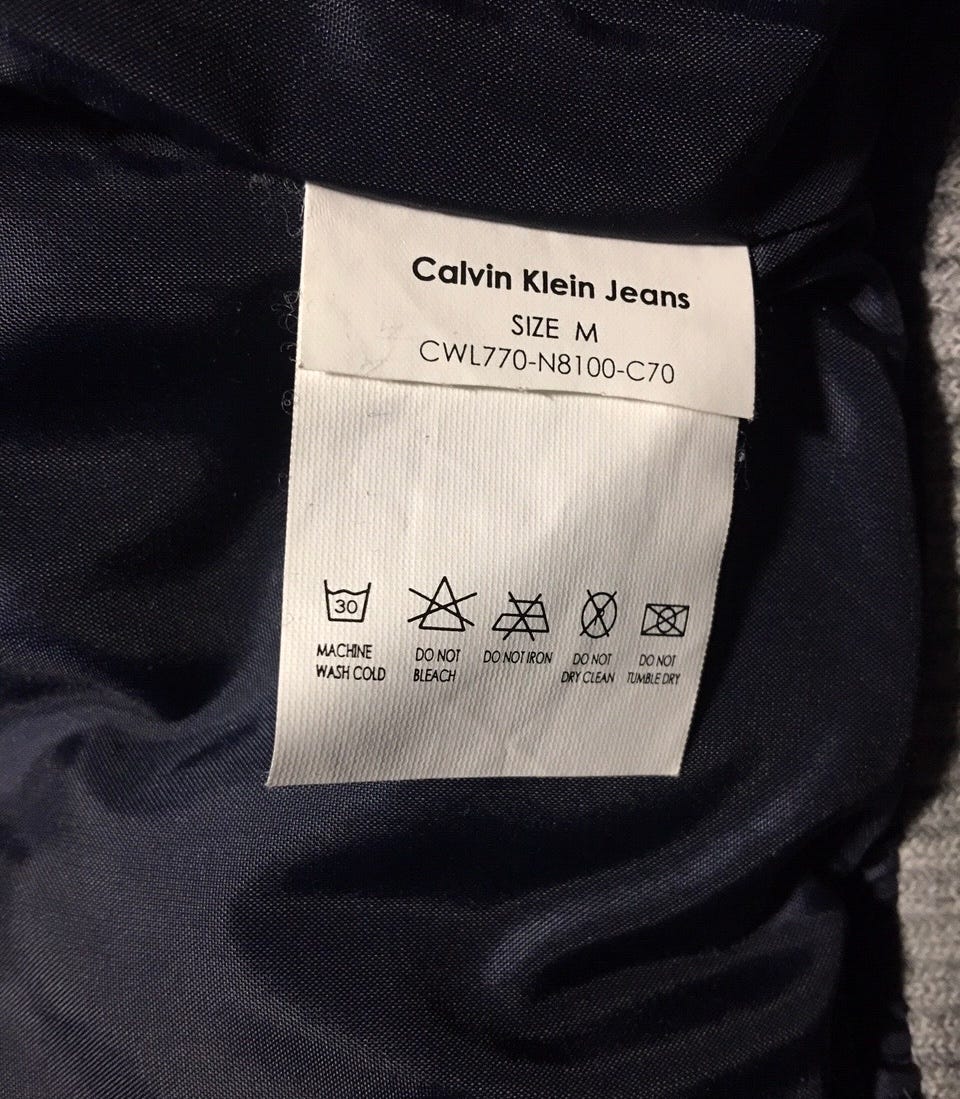 Calvin Klein Jeans
SIZE M
CWL770-N8100-C70
30
MACHINE
WASH COLD
DO NOT
BLEACH
DO NOT IRON
DO NOT
DRY CLEAN
DO NOT
TUMBLE DRY